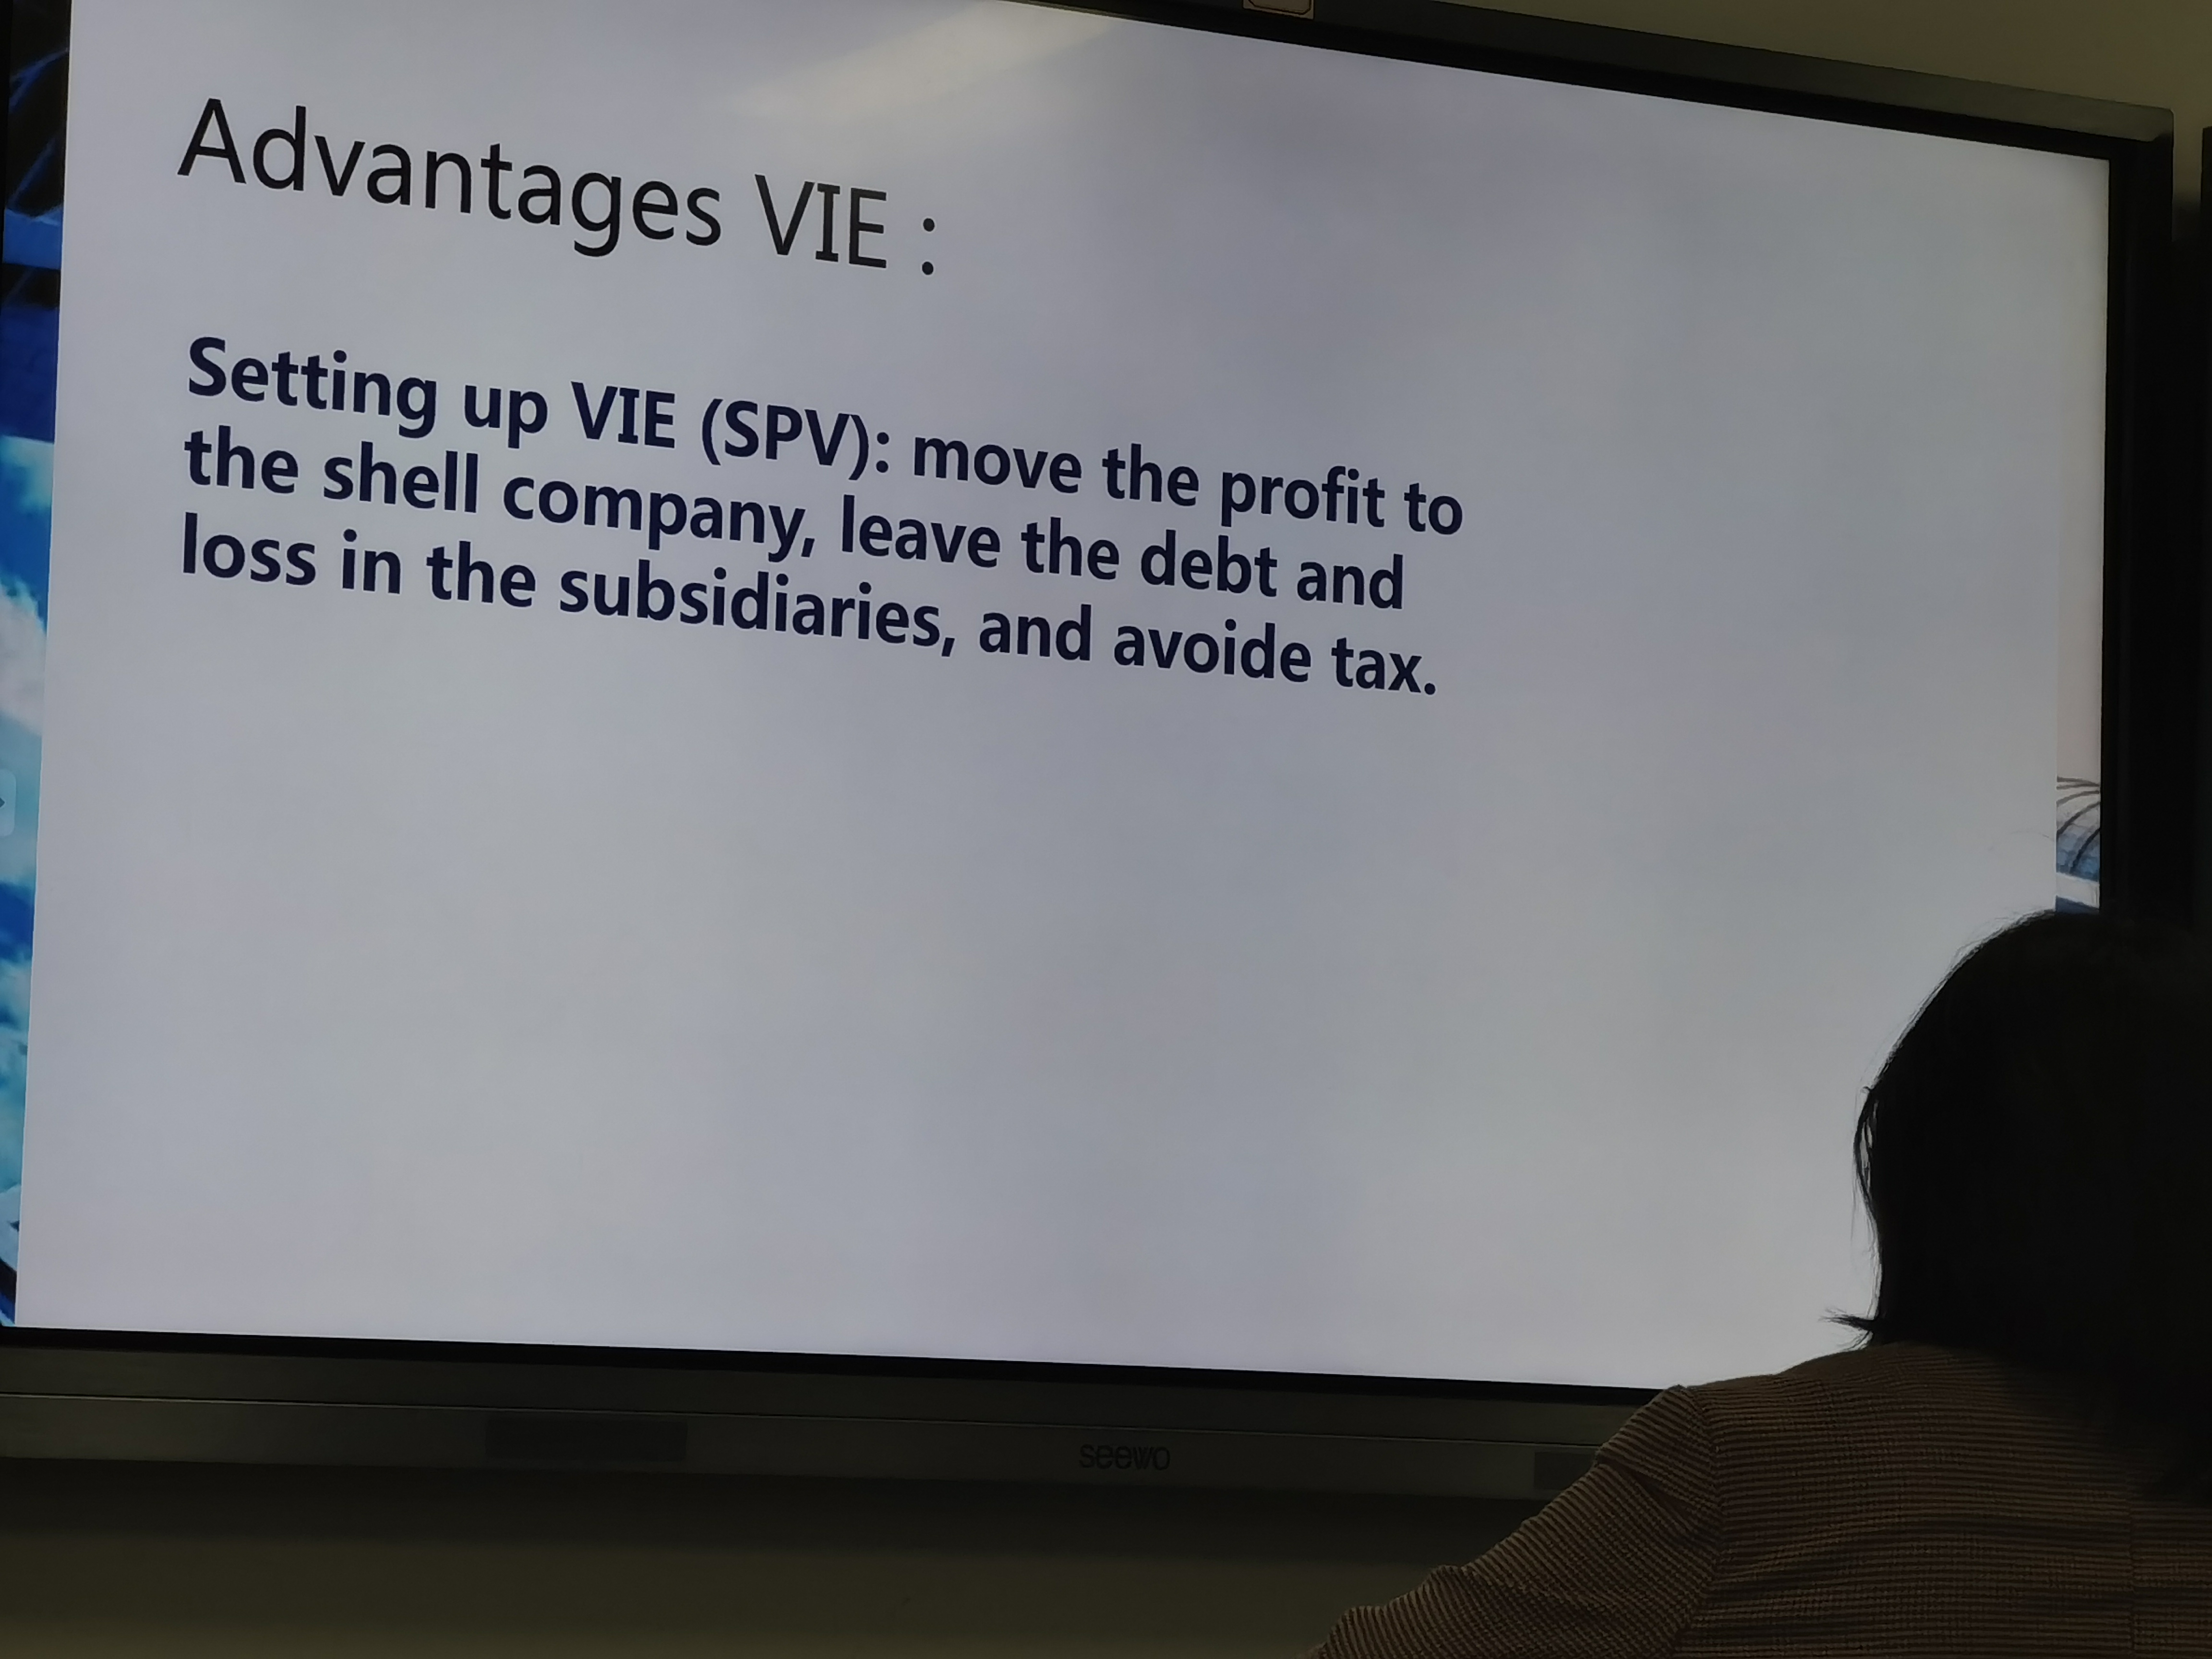 Advantages VIE :
Setting up VIE (SPV): move the profit to
the shell company, leave the debt and
loss in the subsidiaries, and avoide tax.
seewo